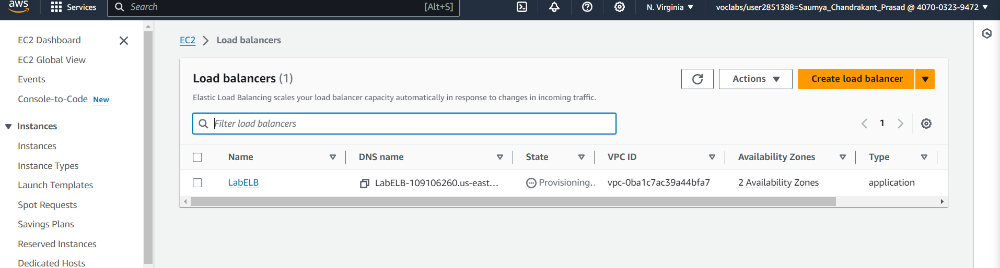 aws
Services
Search [Alt+S]
N. Virginia
voclabs/user2851388=Saumya_Chandrakant_Prasad @ 4070-0323-9472
EC2 Dashboard
EC2 Global View
Events
Console-to-Code New
Instances
Instances
Instance Types
Launch Templates
Spot Requests
Savings Plans
Reserved Instances
Dedicated Hosts
EC2 Load balancers
Load balancers (1)
Actions
Create load balancer
Elastic Load Balancing scales your load balancer capacity automatically in response to changes in incoming traffic.
Filter load balancers
1
Name DNS name State VPC ID Availability Zones Type
LabELB LabELB-109106260.us-east... Provisioning.. vpc-0ba1c7ac39a44bfa7 2 Availability Zones application